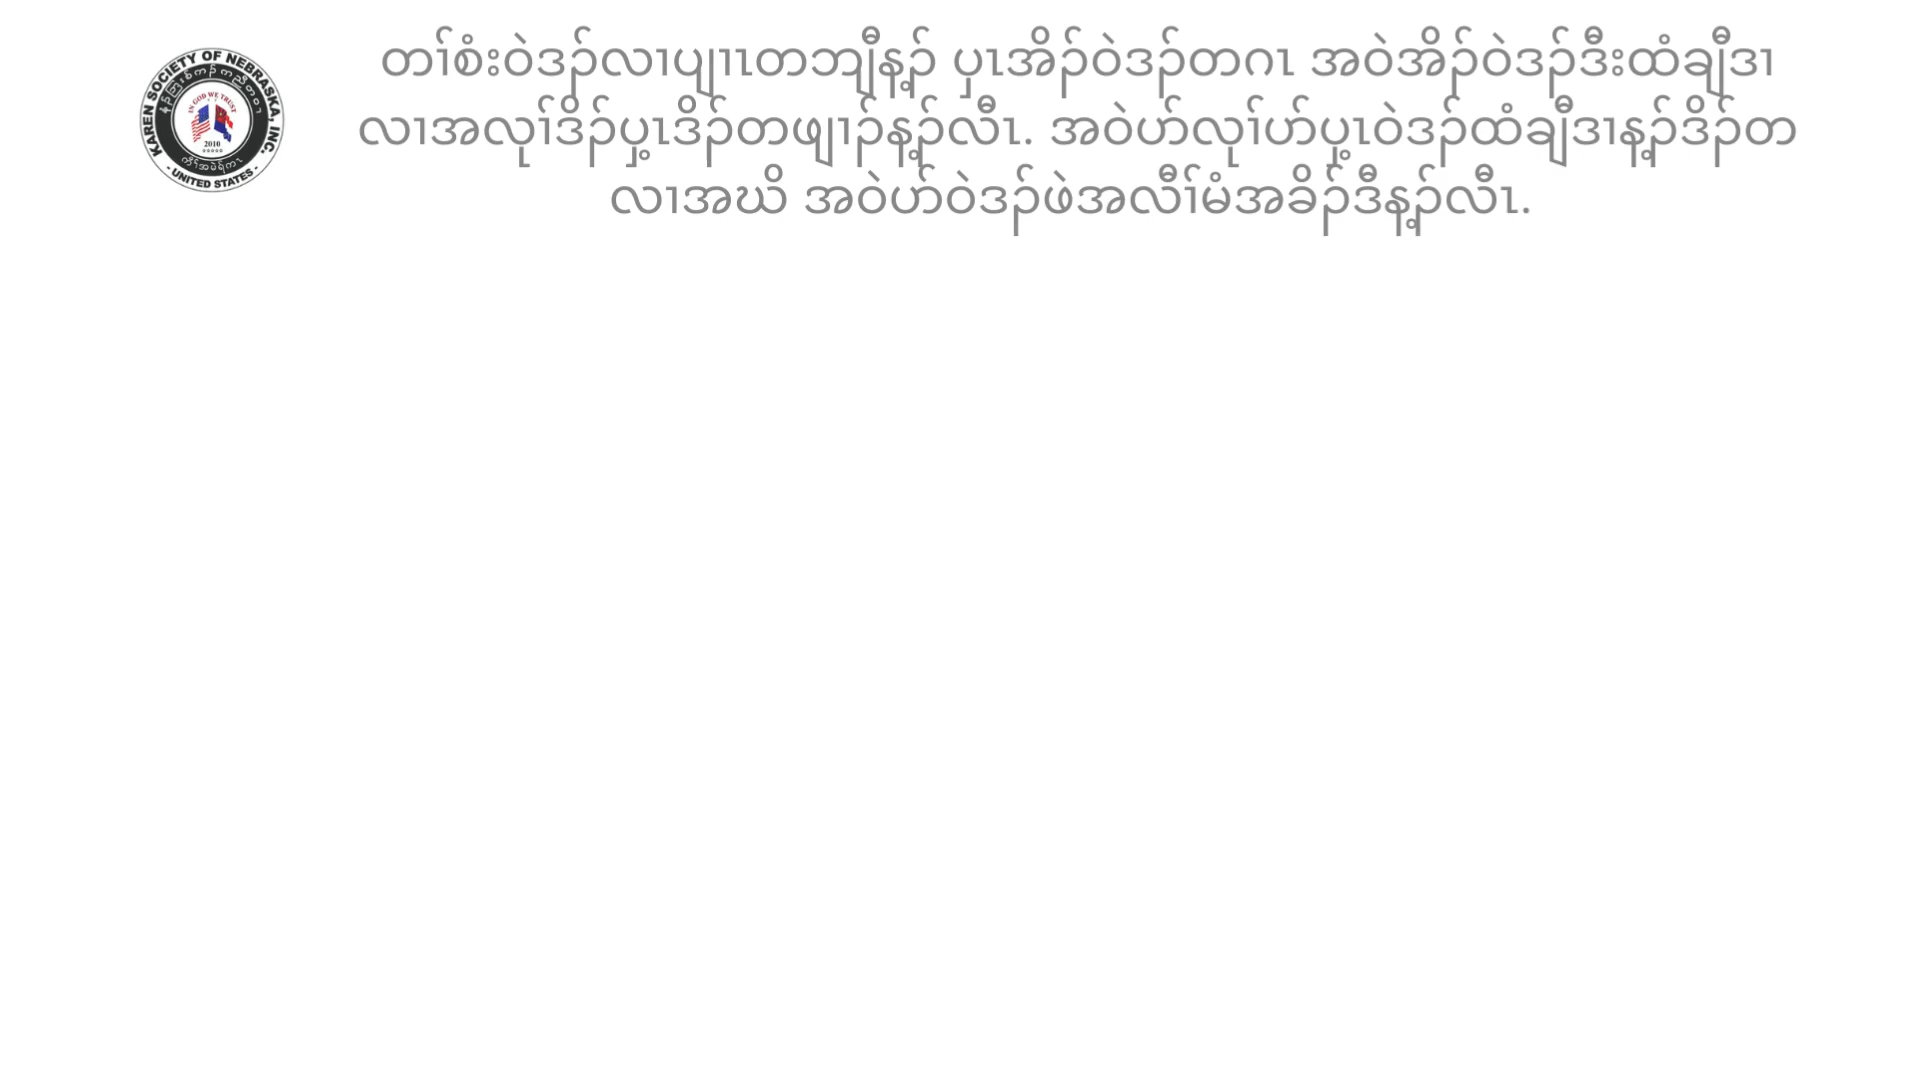 KAREN SOCIETY OF NEBRASKA, INC.
IN GOD WE TRUST
2010
- UNITED STATES -
တၢ်စံးဝဲဒၣ်လၢပျၢၤတဘျီန့ၣ် ပှၤအိၣ်ဝဲဒၣ်တဂၤ အဝဲအိၣ်ဝဲဒၣ်ဒီးထံချီဒၢ
လၢအလုၢ်ဒိၣ်ပှ့ၤဒိၣ်တဖျၢၣ်န့ၣ်လီၤ. အဝဲဟ်လုၢ်ဟ်ပှ့ၤဝဲဒၣ်ထံချီဒၢန့ၣ်ဒိၣ်တ
လၢအဃိ အဝဲဟ်ဝဲဒၣ်ဖဲအလီၢ်မံအခိၣ်ဒီန့ၣ်လီၤ.